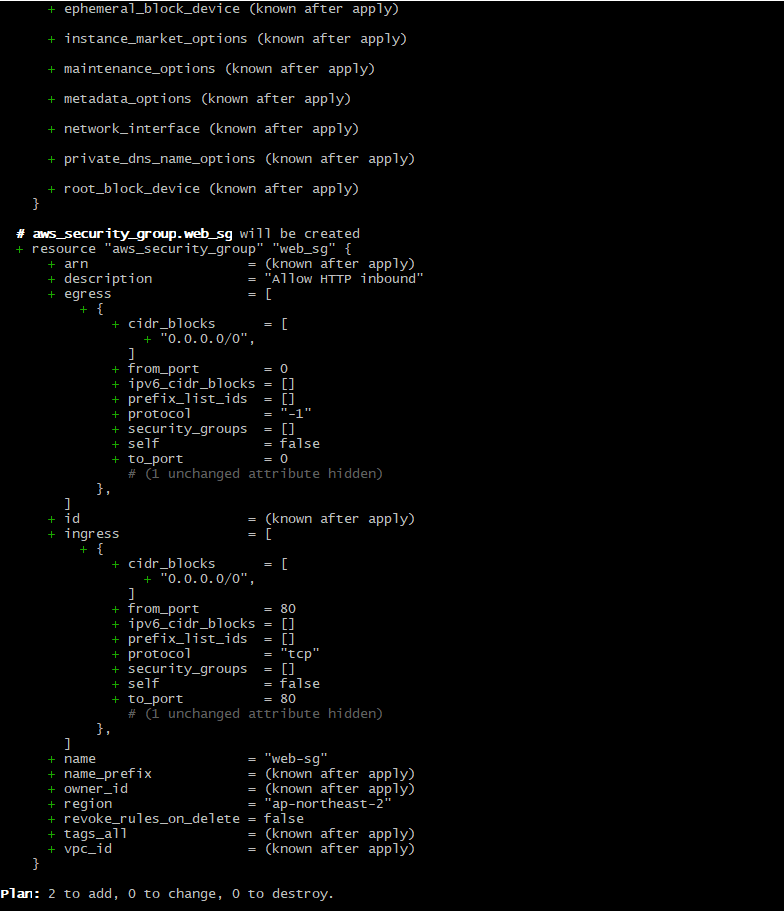 + ephemeral_block_device (known after apply)
+ instance_market_options (known after apply)
+ maintenance_options (known after apply)
+ metadata_options (known after apply)
+ network_interface (known after apply)
+ private_dns_name_options (known after apply)
+ root_block_device (known after apply)
}
# aws_security_group.web_sg will be created
+ resource "aws_security_group" "web_sg" {
+ arn = (known after apply)
+ description = "Allow HTTP inbound"
+ egress = [
+ {
+ cidr_blocks = [
+ "0.0.0.0/0",
]
+ from_port = 0
+ ipv6_cidr_blocks = []
+ prefix_list_ids = []
+ protocol = "-1"
+ security_groups = []
+ self = false
+ to_port = 0
# (1 unchanged attribute hidden)
},
]
+ id = (known after apply)
+ ingress = [
+ {
+ cidr_blocks = [
+ "0.0.0.0/0",
]
+ from_port = 80
+ ipv6_cidr_blocks = []
+ prefix_list_ids = []
+ protocol = "tcp"
+ security_groups = []
+ self = false
+ to_port = 80
# (1 unchanged attribute hidden)
},
]
+ name = "web-sg"
+ name_prefix = (known after apply)
+ owner_id = (known after apply)
+ region = "ap-northeast-2"
+ revoke_rules_on_delete = false
+ tags_all = (known after apply)
+ vpc_id = (known after apply)
}
Plan: 2 to add, 0 to change, 0 to destroy.